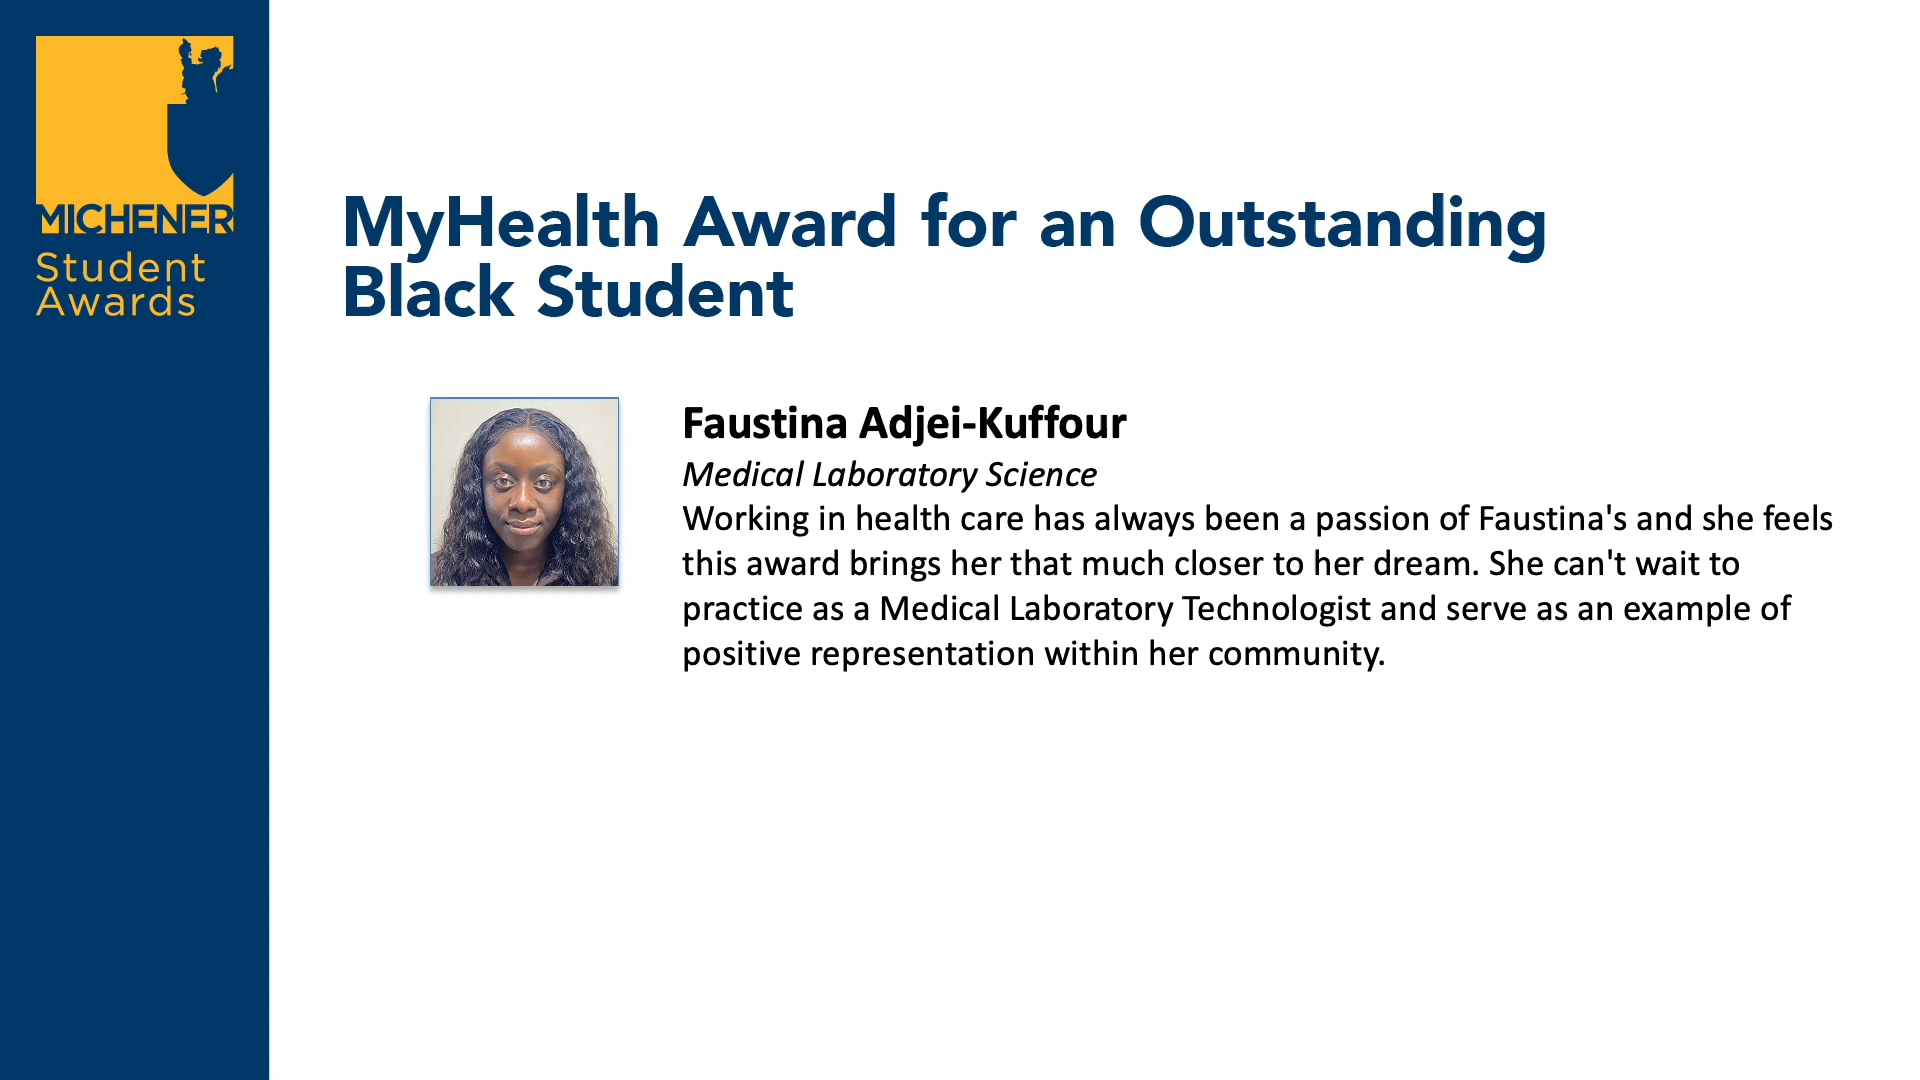 MICHENER
Student
Awards
MyHealth Award for an Outstanding
Black Student
Faustina Adjei-Kuffour
Medical Laboratory Science
Working in health care has always been a passion of Faustina's and she feels
this award brings her that much closer to her dream. She can't wait to
practice as a Medical Laboratory Technologist and serve as an example of
positive representation within her community.